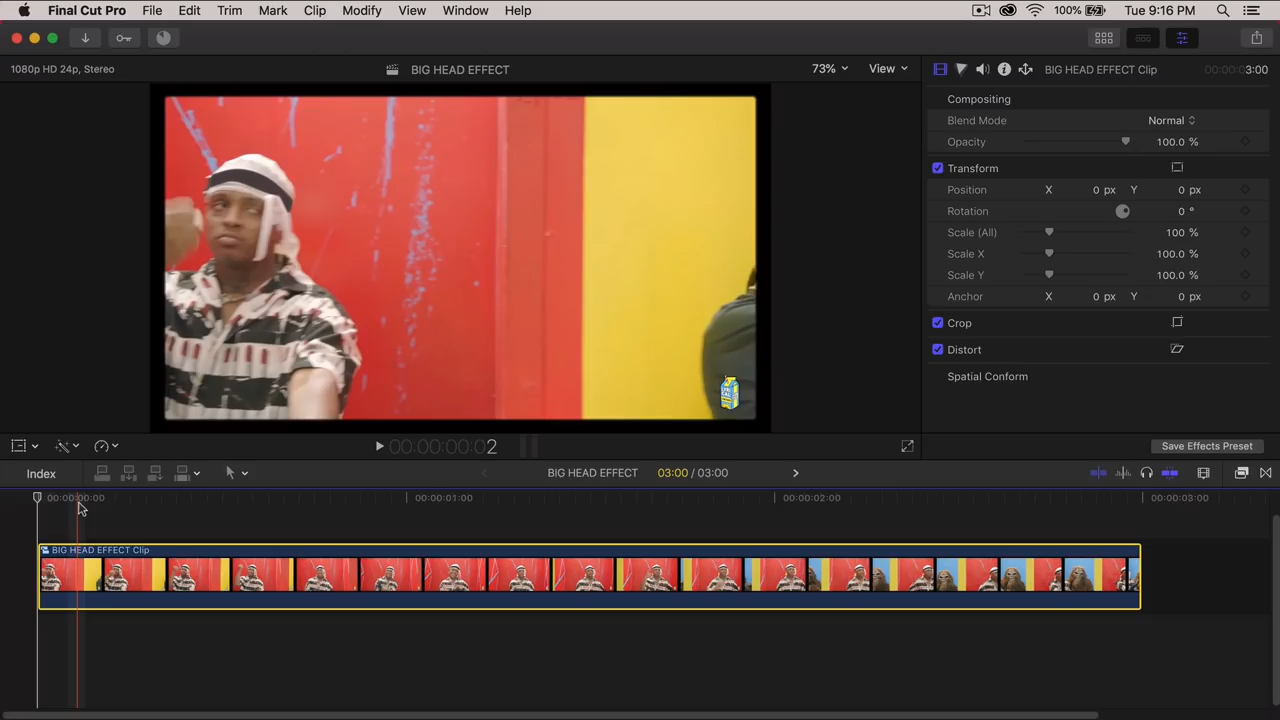 Final Cut Pro File Edit Trim Mark Clip Modify View Window Help 100% Tue 9:16 PM
1080p HD 24p, Stereo BIG HEAD EFFECT 73% View BIG HEAD EFFECT Clip 00:00:03:00
Compositing
Blend Mode Normal
Opacity 100.0 %
Transform
Position X 0 px Y 0 px
Rotation 0 °
Scale (All) 100 %
Scale X 100.0 %
Scale Y 100.0 %
Anchor X 0 px Y 0 px
Crop
Distort
Spatial Conform
00:00:00:02 Save Effects Preset
Index BIG HEAD EFFECT 03:00 / 03:00
00:00:00:00 00:00:01:00 00:00:02:00 00:00:03:00
BIG HEAD EFFECT Clip